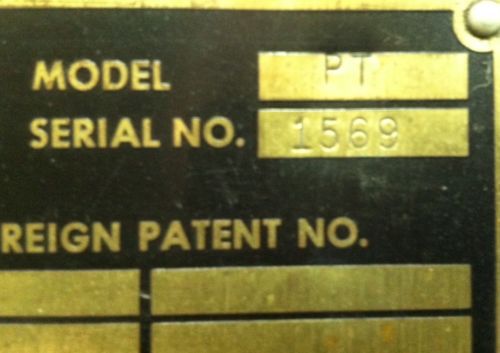 MODEL PT
SERIAL NO. 1569
REIGN PATENT NO.